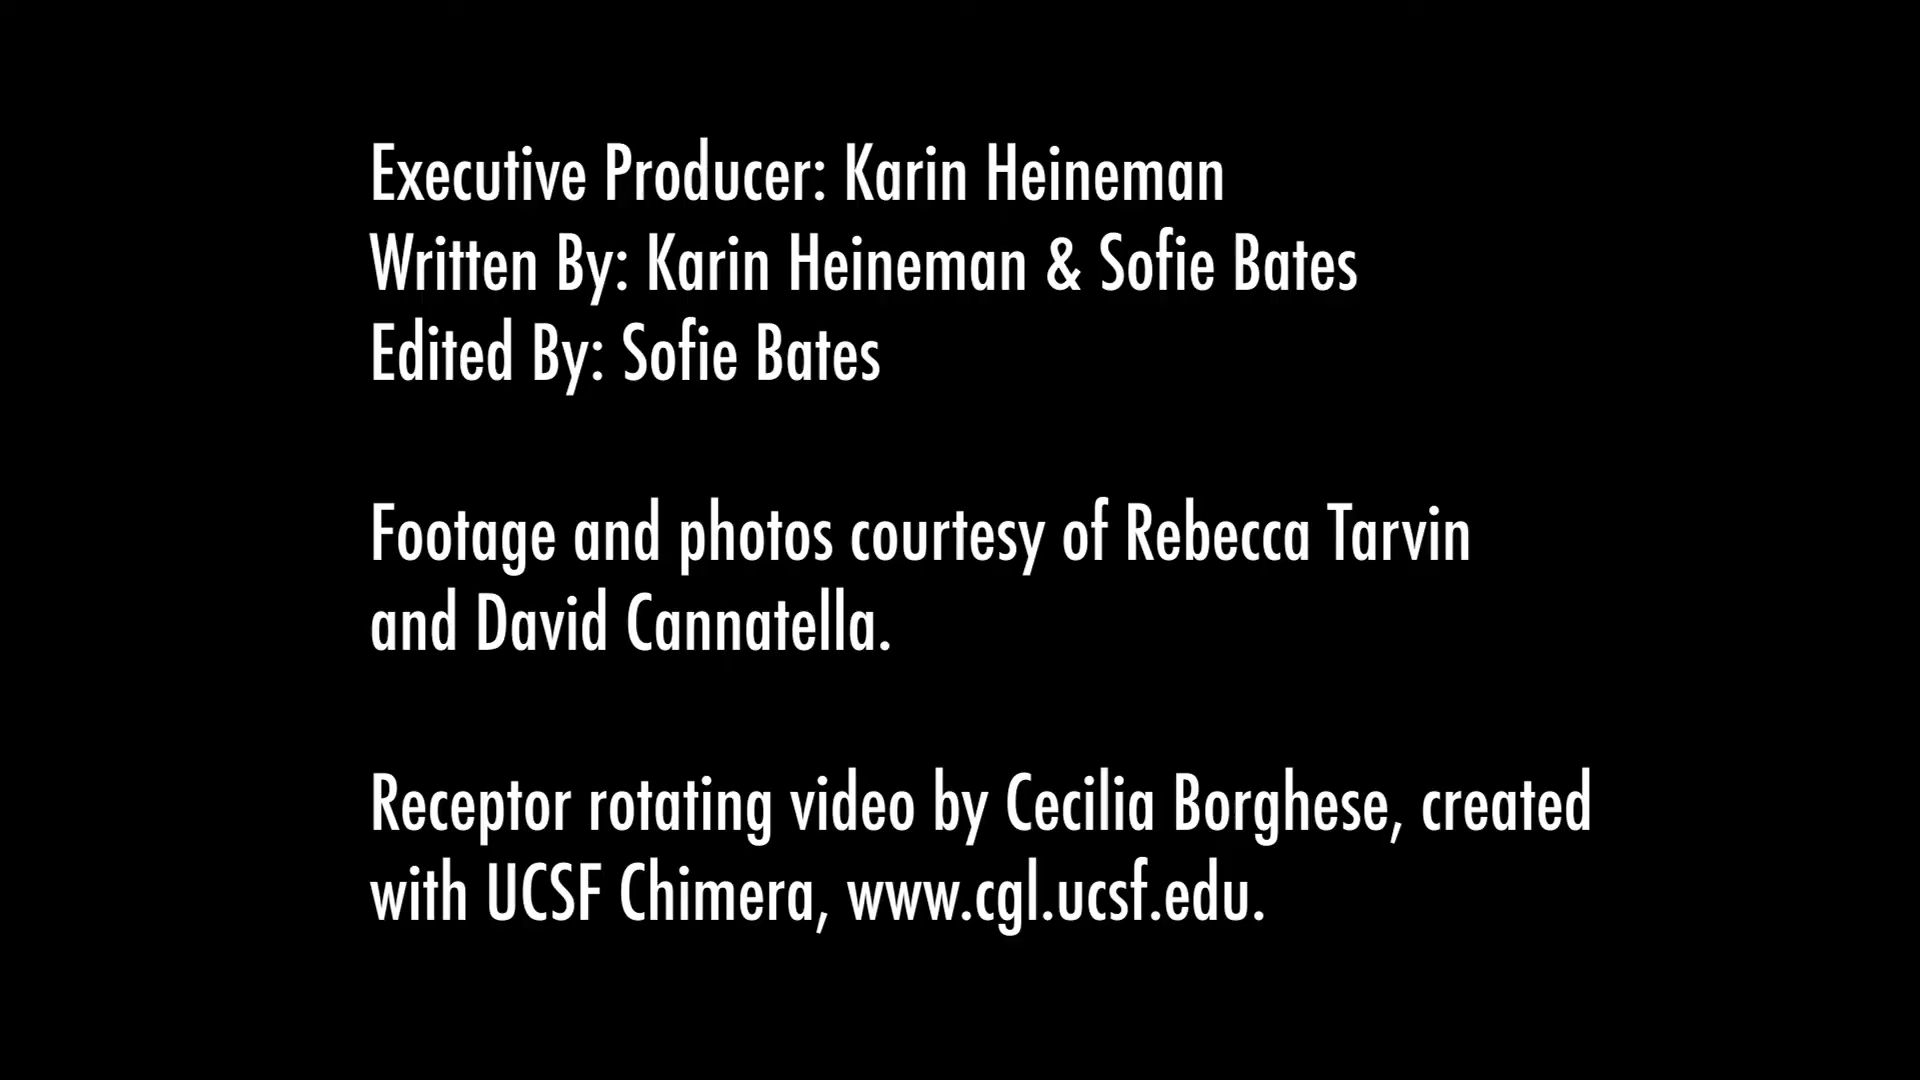 Executive Producer: Karin Heineman
Written By: Karin Heineman & Sofie Bates
Edited By: Sofie Bates
Footage and photos courtesy of Rebecca Tarvin
and David Cannatella.
Receptor rotating video by Cecilia Borghese, created
with UCSF Chimera, www.cgl.ucsf.edu.